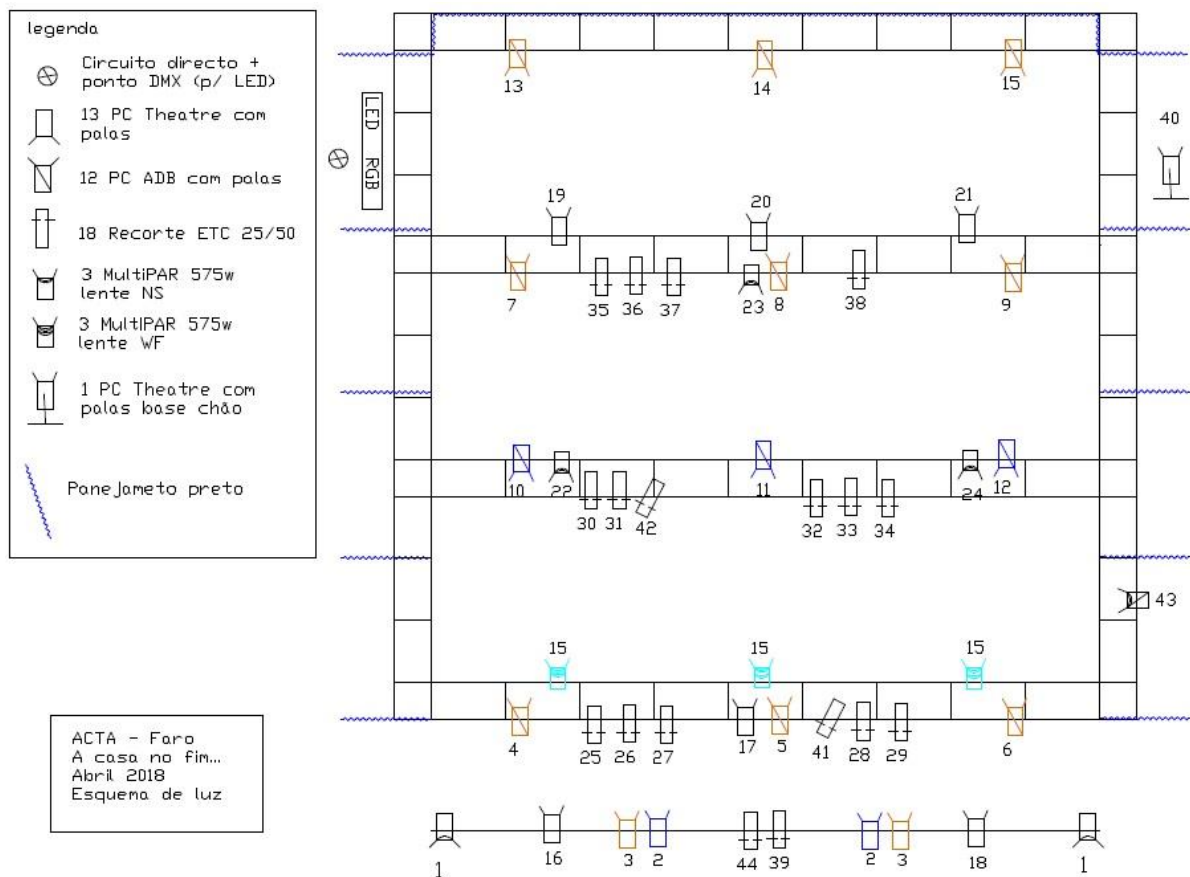 legenda
Circuito directo +
ponto DMX (p/ LED)
13 PC Theatre com
palas
12 PC ADB com palas
18 Recorte ETC 25/50
3 MultiPAR 575w
lente NS
3 MultIPAR 575w
lente WF
1 PC Theatre com
palas base chão
PaneJameto preto
ACTA - Faro
A casa no fim...
Abril 2018
Esquema de luz
LED RGB
13 14 15
40
19 20 21
7 35 36 37 23 8 38 9
10 22 11 24 12
30 31 42 32 33 34
43
15 15 15
4 25 26 27 17 5 41 28 29 6
1 16 3 2 44 39 2 3 18 1